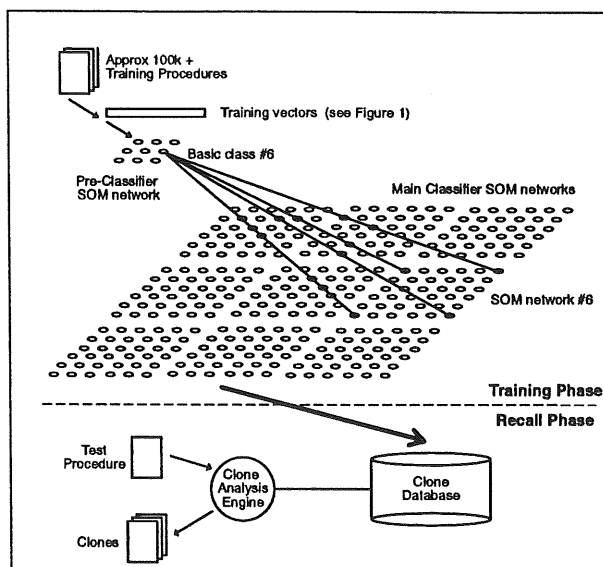 Approx 100k +
Training Procedures
Training vectors (see Figure 1)
Basic class #6
Pre-Classifier
SOM network
Main Classifier SOM networks
SOM network #6
Training Phase
Recall Phase
Test
Procedure
Clone
Analysis
Engine
Clone
Database
Clones